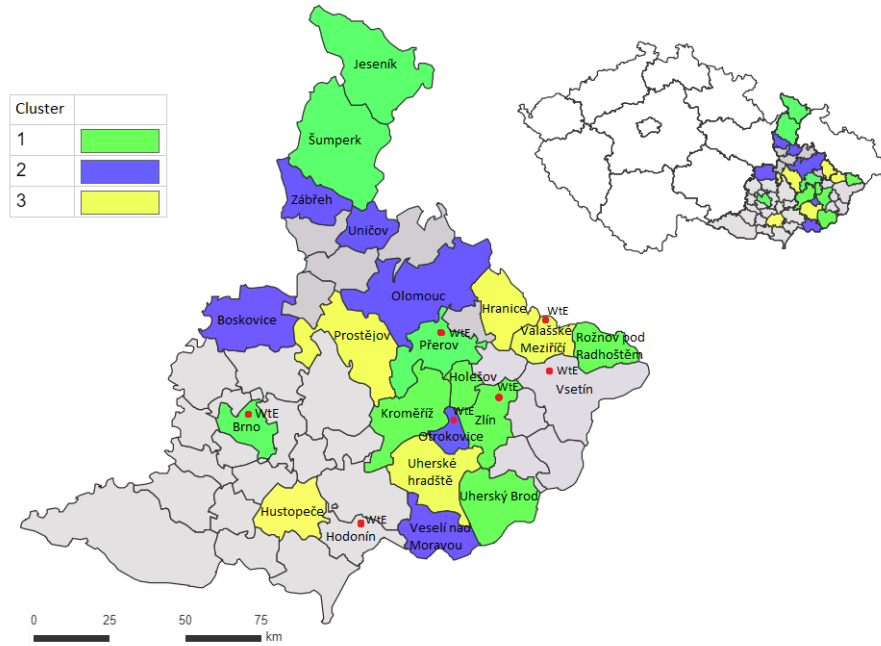 Jeseník
Cluster
1
2
3
Šumperk
Zábřeh
Uničov
Olomouc
Boskovice
Hranice
WtE
Prostějov
WtE
Přerov
Valašské
Meziříčí
Rožnov pod
Radhoštěm
Holešov
WtE
Vsetín
WtE
Kroměříž
WtE
Zlín
WtE
Brno
Otrokovice
Uherské
hradště
Uherský Brod
Hustopeče
WtE
Hodonín
Veselí nad
Moravou
0 25 50 75
km